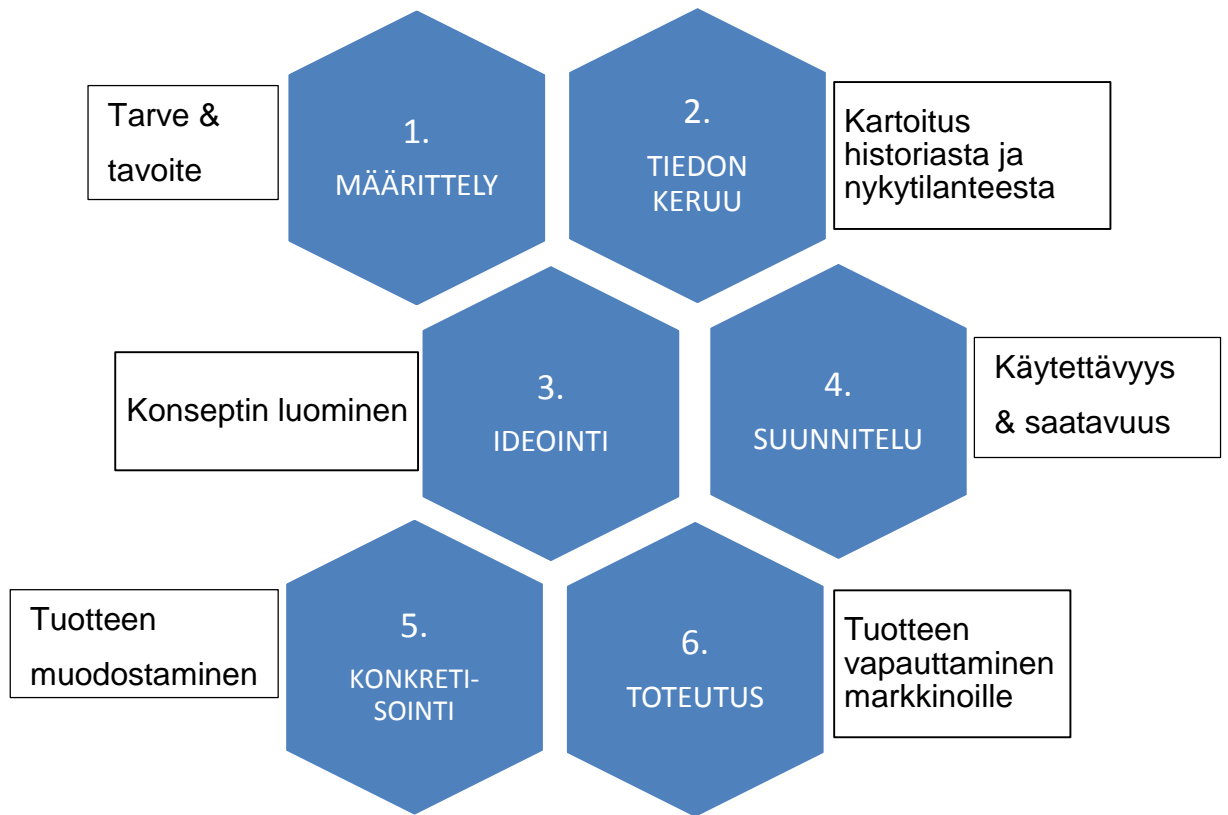 Tarve &
tavoite
1.
MÄÄRITTELY
2.
TIEDON
KERUU
Kartoitus
historiasta ja
nykytilanteesta
Konseptin luominen
3.
IDEOINTI
4.
SUUNNITELU
Käytettävyys
& saatavuus
Tuotteen
muodostaminen
5.
KONKRETI-
SOINTI
6.
TOTEUTUS
Tuotteen
vapauttaminen
markkinoille